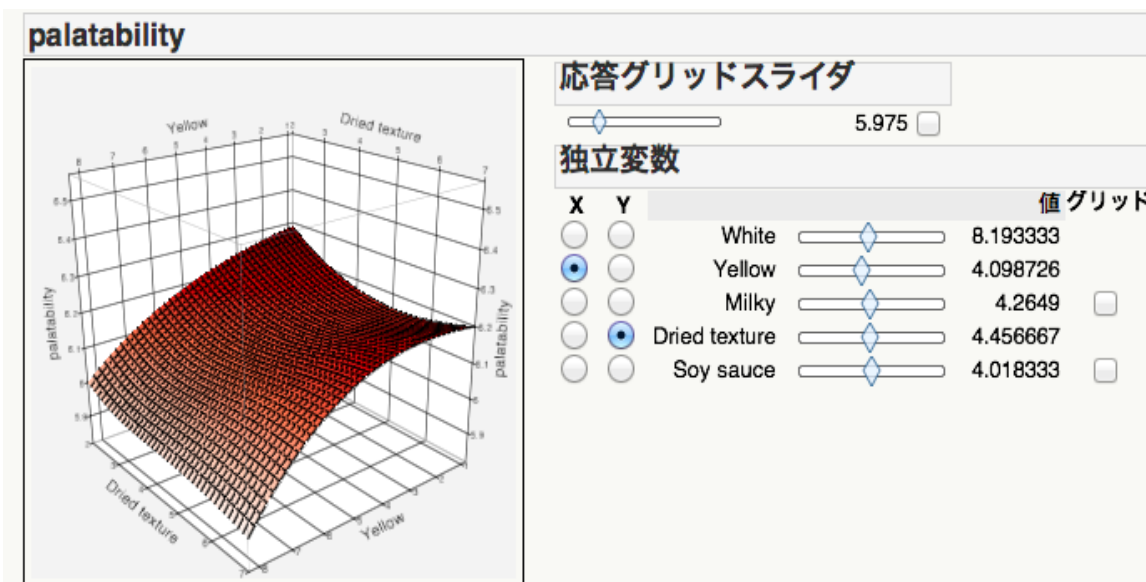 palatability
応答グリッドスライダ
5.975
独立変数
X Y 値 グリッド
White 8.193333
Yellow 4.098726
Milky 4.2649
Dried texture 4.456667
Soy sauce 4.018333
Yellow
Dried texture
palatability
palatability
Dried texture
Yellow